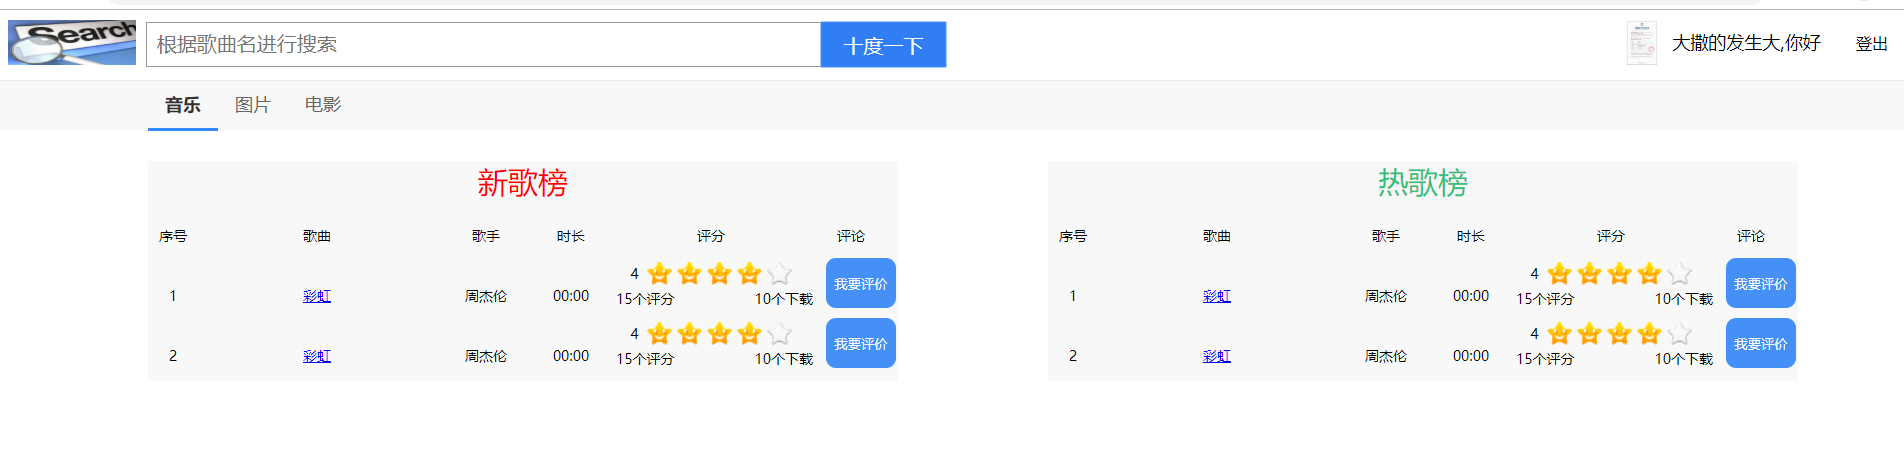 Search
根据歌曲名进行搜索
十度一下
大撒的发生大,你好
登出
音乐 图片 电影
新歌榜
序号 歌曲 歌手 时长 评分 评论
1 彩虹 周杰伦 00:00 4 15个评分 10个下载 我要评价
2 彩虹 周杰伦 00:00 4 15个评分 10个下载 我要评价
热歌榜
序号 歌曲 歌手 时长 评分 评论
1 彩虹 周杰伦 00:00 4 15个评分 10个下载 我要评价
2 彩虹 周杰伦 00:00 4 15个评分 10个下载 我要评价